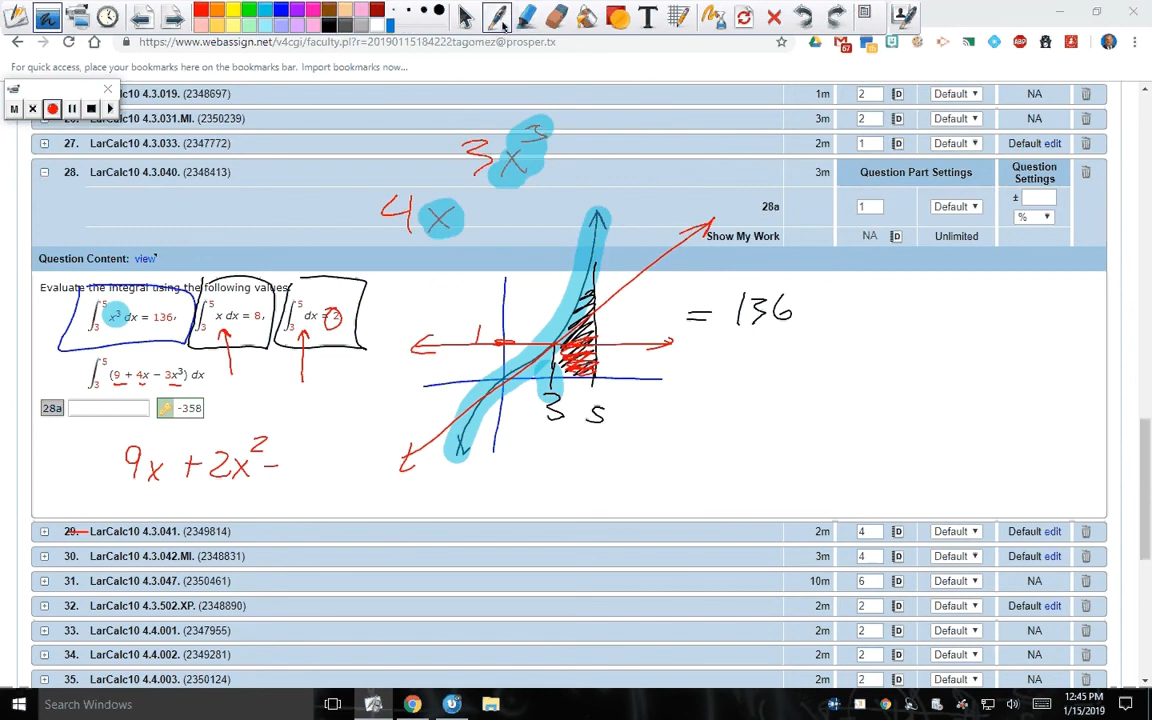 https://www.webassign.net/v4cgi/faculty.pl?r=20190115184222tagomez@prosper.tx
For quick access, place your bookmarks here on the bookmarks bar. Import bookmarks now...
LarCalc10 4.3.019. (2348697) 1m 2 Default NA
LarCalc10 4.3.031.MI. (2350239) 3m 2 Default NA
27. LarCalc10 4.3.033. (2347772) 2m 1 Default Default edit
28. LarCalc10 4.3.040. (2348413) 3m Question Part Settings Question Settings
28a 1 Default ± %
Show My Work NA Unlimited
3x³
4x
Question Content: view
Evaluate the integral using the following values.
∫₃⁵ x³ dx = 136, ∫₃⁵ x dx = 8, ∫₃⁵ dx = 2
∫₃⁵ (9 + 4x − 3x³) dx
28a -358
1
3 5
= 136
9x + 2x² -
29. LarCalc10 4.3.041. (2349814) 2m 4 Default Default edit
30. LarCalc10 4.3.042.MI. (2348831) 3m 4 Default Default edit
31. LarCalc10 4.3.047. (2350461) 10m 6 Default NA
32. LarCalc10 4.3.502.XP. (2348890) 2m 2 Default Default edit
33. LarCalc10 4.4.001. (2347955) 2m 2 Default NA
34. LarCalc10 4.4.002. (2349281) 2m 2 Default NA
35. LarCalc10 4.4.003. (2350124) 2m 2 Default NA
Search Windows
12:45 PM
1/15/2019